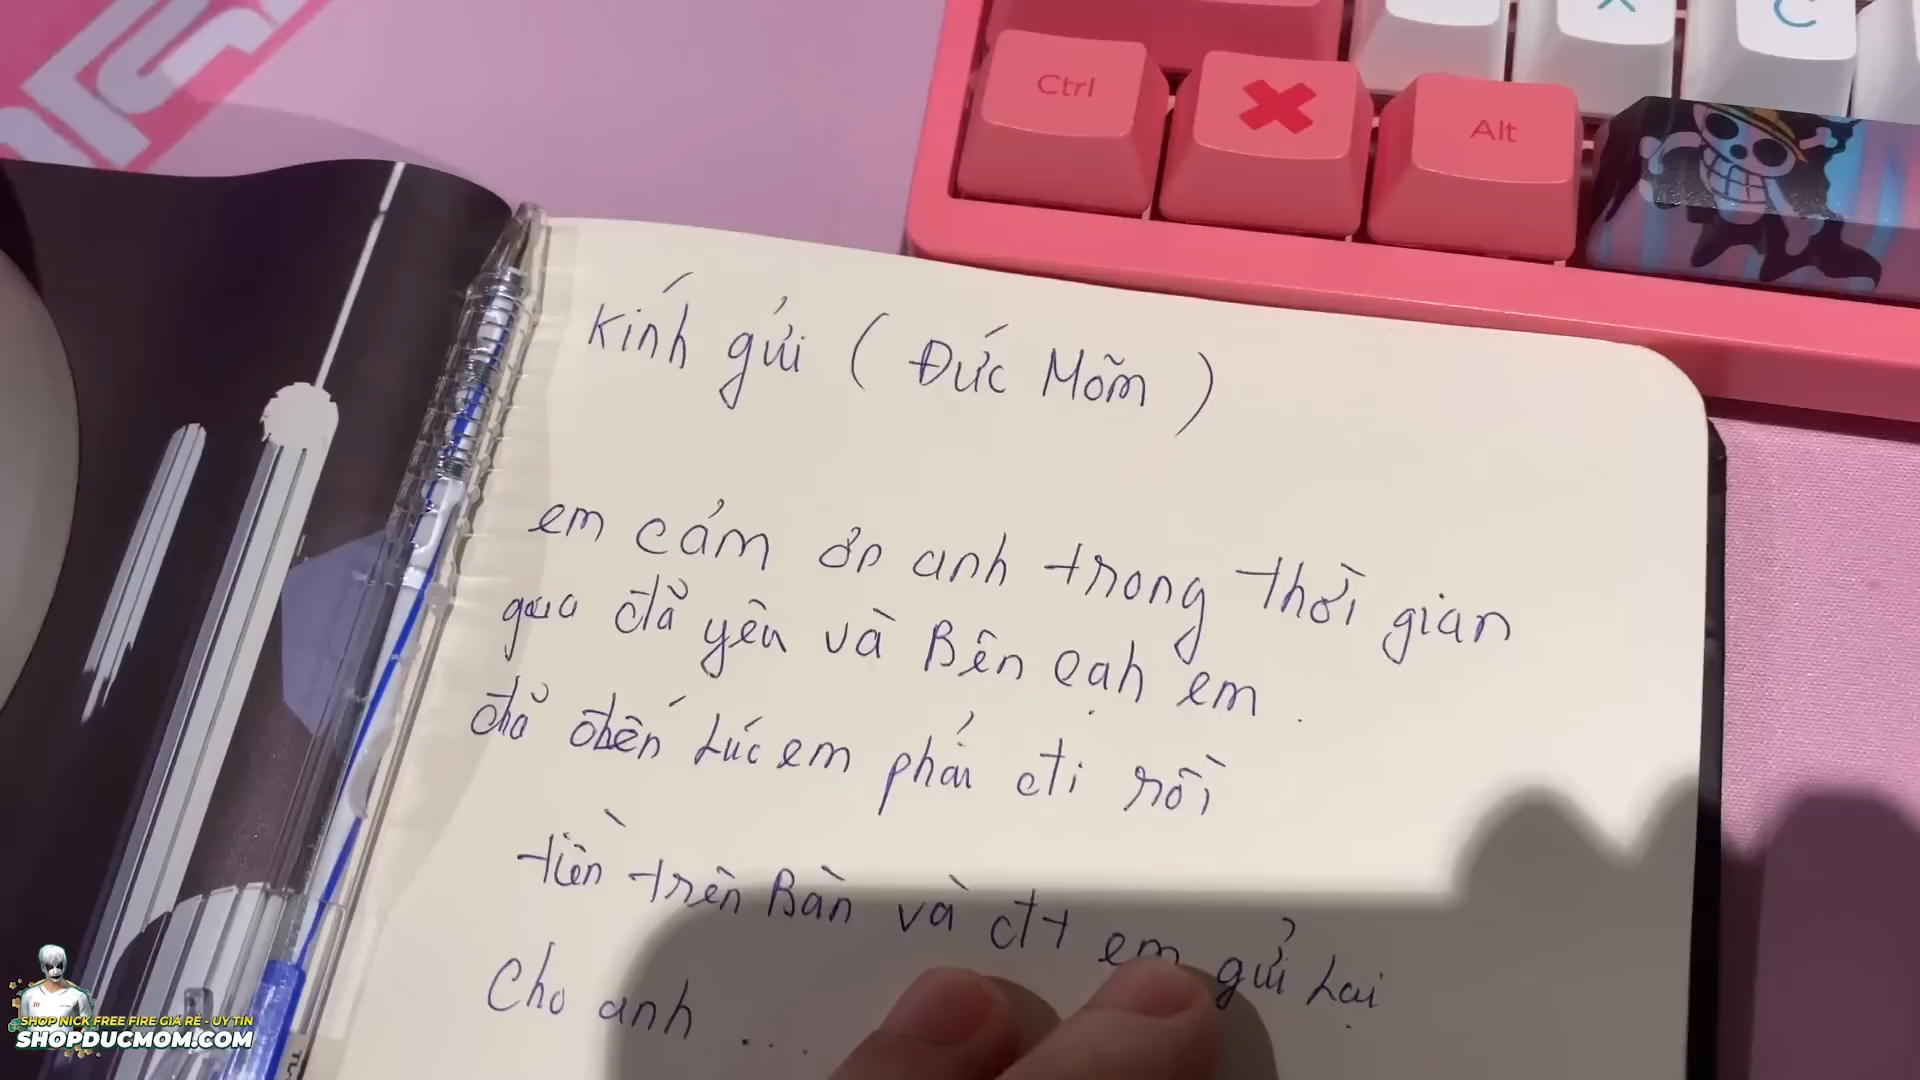 Ctrl
Alt
X
C
Kính gửi ( Đức Mõm )
em cảm ơn anh trong thời gian
qua đã yêu và Bên cạnh em.
đã đến Lúc em phải đi rồi
tiền trên Bàn và đt em gửi Lại
Cho anh ....
SHOP NICK FREE FIRE GIÁ RẺ - UY TÍN
SHOPDUCMOM.COM